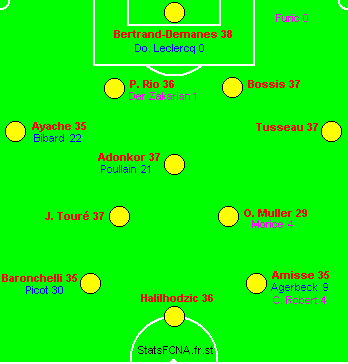 Furic 0
Bertrand-Demanes 38
Do. Leclercq 0
P. Rio 36
Der Zakarian 1
Bossis 37
Ayache 35
Bibard 22
Tusseau 37
Adonkor 37
Poullain 21
J. Touré 37
O. Muller 29
Morice 4
Baronchelli 35
Picot 30
Amisse 35
Agerbeck 9
C. Robert 4
Halilhodzic 36
StatsFCNA.fr.st